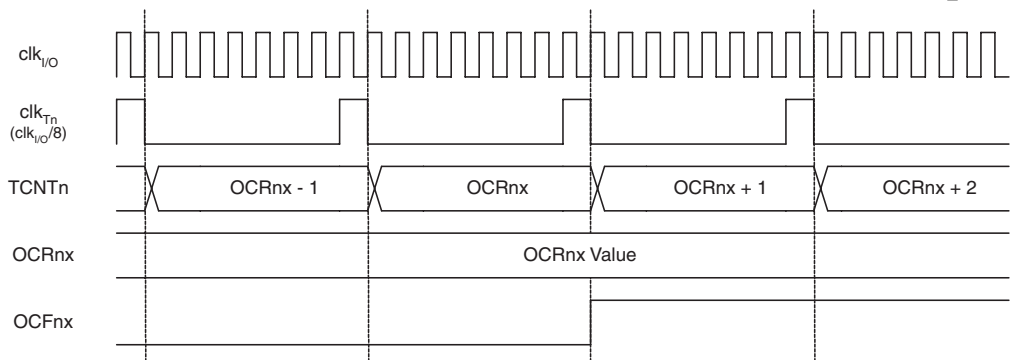 clkI/O
clkTn
(clkI/O/8)
TCNTn
OCRnx - 1
OCRnx
OCRnx + 1
OCRnx + 2
OCRnx
OCRnx Value
OCFnx